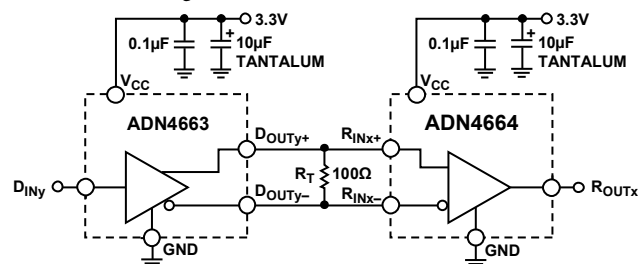 3.3V
0.1µF
+
10µF
TANTALUM
VCC
ADN4663
DINy
DOUTy+
DOUTy–
GND
RT
100Ω
3.3V
0.1µF
+
10µF
TANTALUM
VCC
ADN4664
RINx+
RINx–
ROUTx
GND